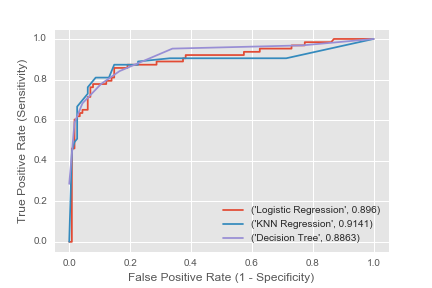 1.0
0.8
0.6
0.4
0.2
0.0
True Positive Rate (Sensitivity)
('Logistic Regression', 0.896)
('KNN Regression', 0.9141)
('Decision Tree', 0.8863)
0.0 0.2 0.4 0.6 0.8 1.0
False Positive Rate (1 - Specificity)